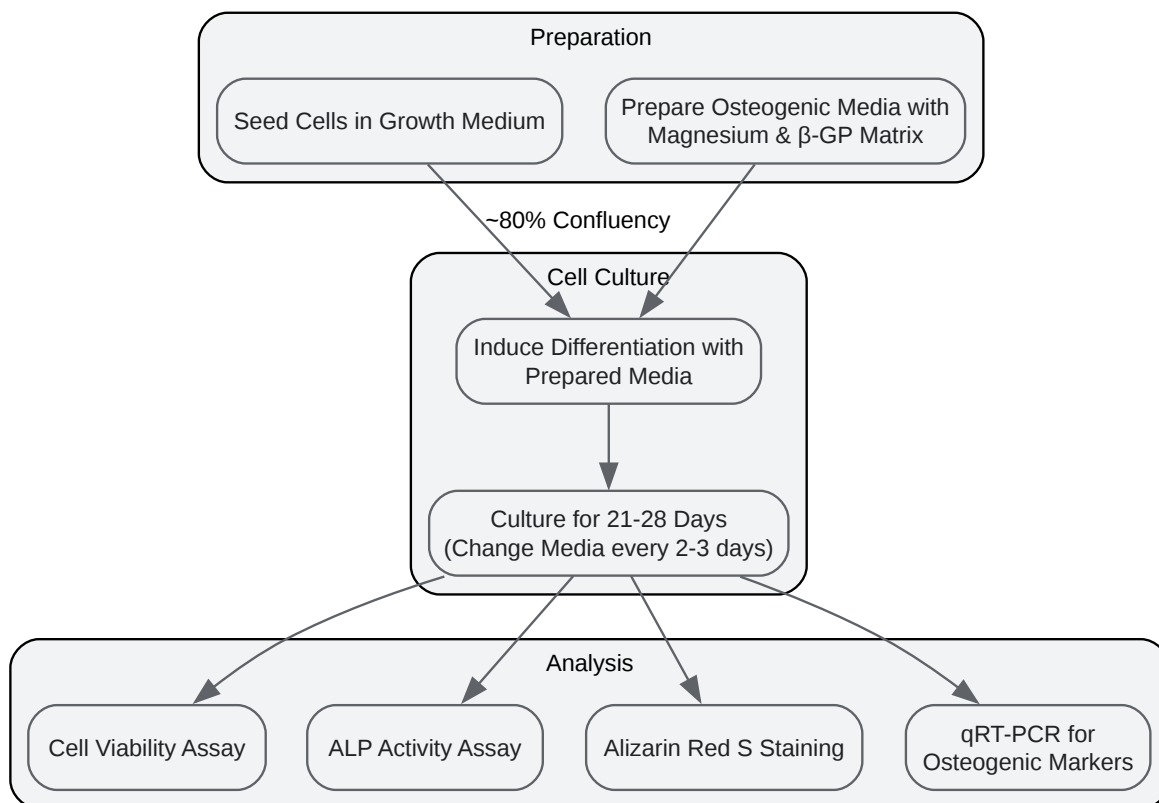 Preparation
Seed Cells in Growth Medium
Prepare Osteogenic Media with
Magnesium & β-GP Matrix
~80% Confluency
Cell Culture
Induce Differentiation with
Prepared Media
Culture for 21-28 Days
(Change Media every 2-3 days)
Analysis
Cell Viability Assay
ALP Activity Assay
Alizarin Red S Staining
qRT-PCR for
Osteogenic Markers